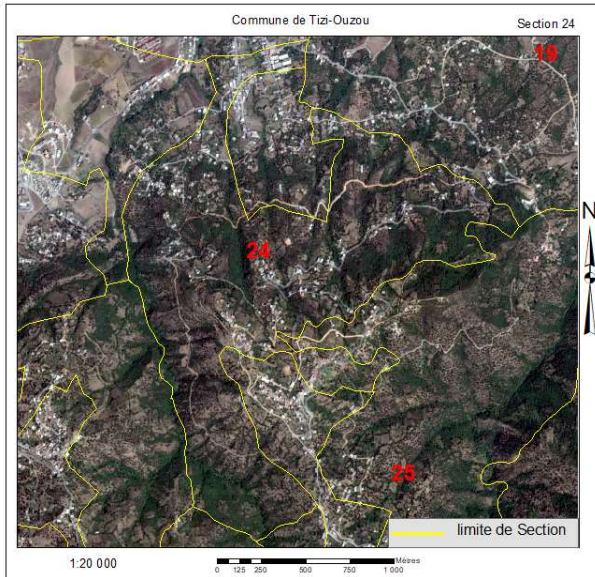 Commune de Tizi-Ouzou
Section 24
19
N
24
25
limite de Section
1:20 000
Mètres
0 125 250 500 750 1 000